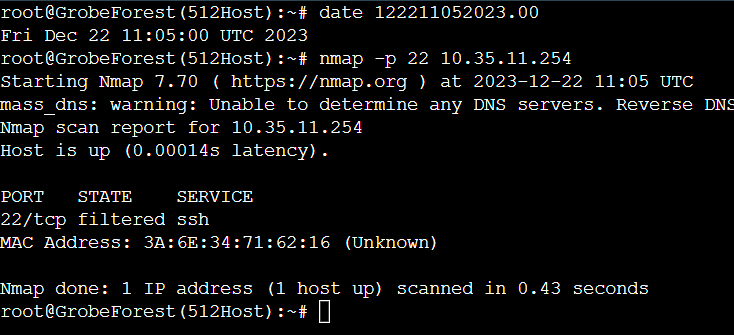 root@GrobeForest(512Host):~# date 122211052023.00
Fri Dec 22 11:05:00 UTC 2023
root@GrobeForest(512Host):~# nmap -p 22 10.35.11.254
Starting Nmap 7.70 ( https://nmap.org ) at 2023-12-22 11:05 UTC
mass_dns: warning: Unable to determine any DNS servers. Reverse DNS
Nmap scan report for 10.35.11.254
Host is up (0.00014s latency).
PORT   STATE    SERVICE
22/tcp filtered ssh
MAC Address: 3A:6E:34:71:62:16 (Unknown)
Nmap done: 1 IP address (1 host up) scanned in 0.43 seconds
root@GrobeForest(512Host):~#